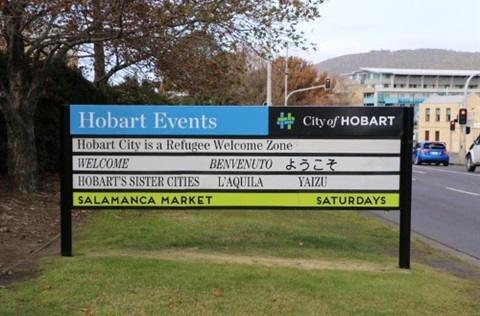 Hobart Events City of HOBART
Hobart City is a Refugee Welcome Zone
WELCOME BENVENUTO ようこそ
HOBART'S SISTER CITIES L'AQUILA YAIZU
SALAMANCA MARKET SATURDAYS